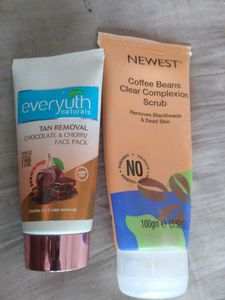 everyuth
naturals
TAN REMOVAL
CHOCOLATE & CHERRY
FACE PACK
NEWEST
Coffee Beans
Clear Complexion
Scrub
Removes Blackheads
& Dead Skin
NO
100gm